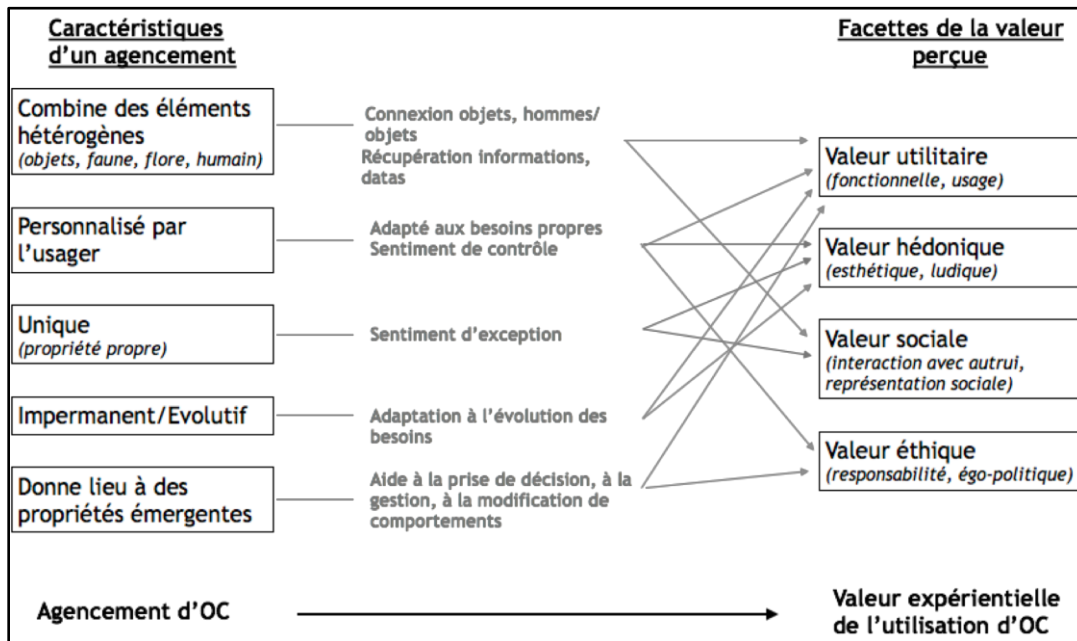 Caractéristiques
d'un agencement
Facettes de la valeur
perçue
Combine des éléments
hétérogènes
(objets, faune, flore, humain)
Connexion objets, hommes/
objets
Récupération informations,
datas
Valeur utilitaire
(fonctionnelle, usage)
Personnalisé par
l'usager
Adapté aux besoins propres
Sentiment de contrôle
Valeur hédonique
(esthétique, ludique)
Unique
(propriété propre)
Sentiment d'exception
Valeur sociale
(interaction avec autrui,
représentation sociale)
Impermanent/Evolutif
Adaptation à l'évolution des
besoins
Valeur éthique
(responsabilité, égo-politique)
Donne lieu à des
propriétés émergentes
Aide à la prise de décision, à la
gestion, à la modification de
comportements
Agencement d'OC
Valeur expérientielle
de l'utilisation d'OC